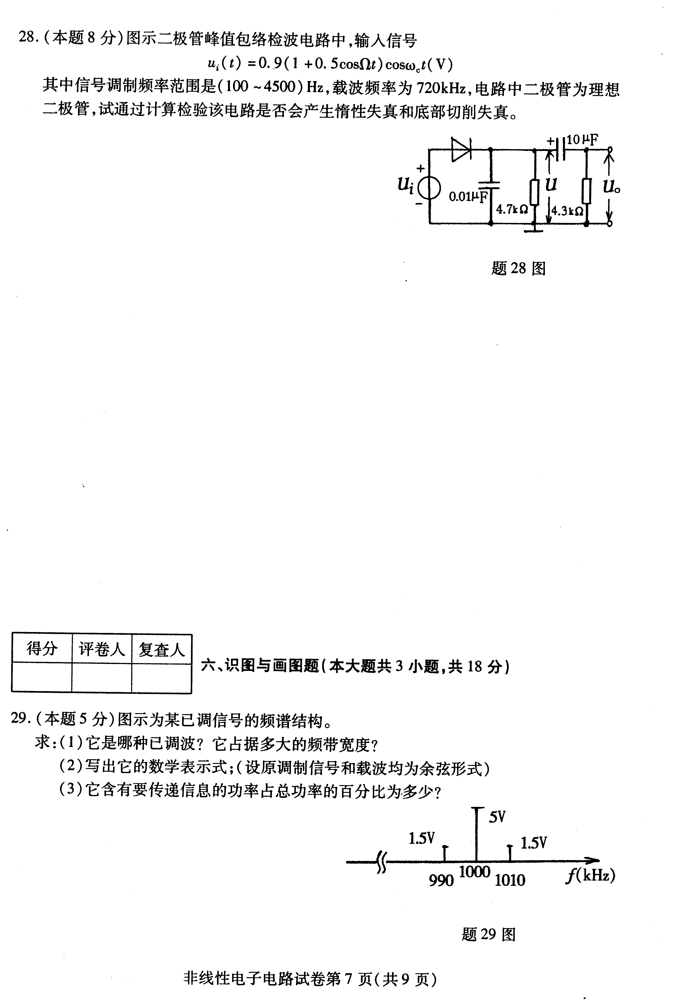 28.(本题8分)图示二极管峰值包络检波电路中,输入信号
uᵢ(t)=0.9(1+0.5cosΩt)cosω꜀t(V)
其中信号调制频率范围是(100~4500)Hz,载波频率为720kHz,电路中二极管为理想
二极管,试通过计算检验该电路是否会产生惰性失真和底部切削失真。
+ 10μF
+
uᵢ
0.01μF
u
uₒ
4.7kΩ
4.3kΩ
-
题28图
得分 评卷人 复查人
六、识图与画图题(本大题共3小题,共18分)
29.(本题5分)图示为某已调信号的频谱结构。
求:(1)它是哪种已调波?它占据多大的频带宽度?
(2)写出它的数学表示式;(设原调制信号和载波均为余弦形式)
(3)它含有要传递信息的功率占总功率的百分比为多少?
5V
1.5V
1.5V
990
1000
1010
f(kHz)
题29图
非线性电子电路试卷第7页(共9页)